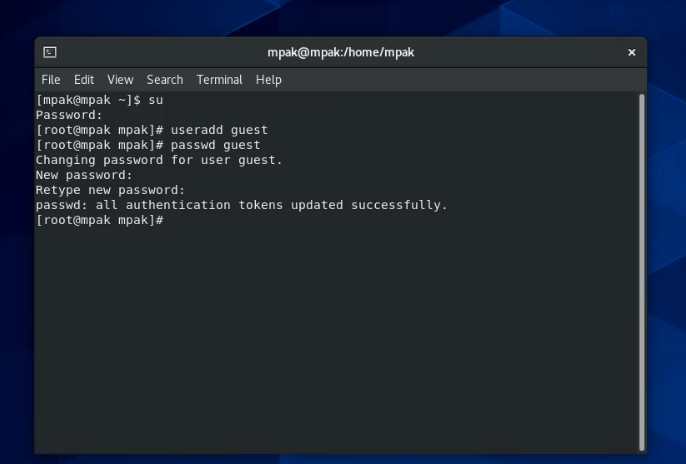 mpak@mpak:/home/mpak ×
File Edit View Search Terminal Help
[mpak@mpak ~]$ su
Password:
[root@mpak mpak]# useradd guest
[root@mpak mpak]# passwd guest
Changing password for user guest.
New password:
Retype new password:
passwd: all authentication tokens updated successfully.
[root@mpak mpak]#